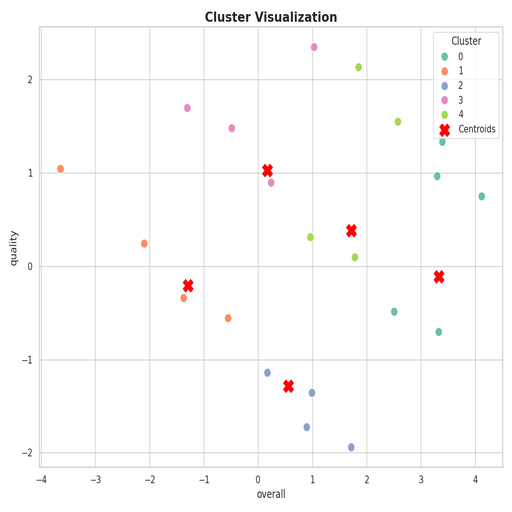 Cluster Visualization
Cluster
0
1
2
3
4
Centroids
quality
2
1
0
−1
−2
−4 −3 −2 −1 0 1 2 3 4
overall